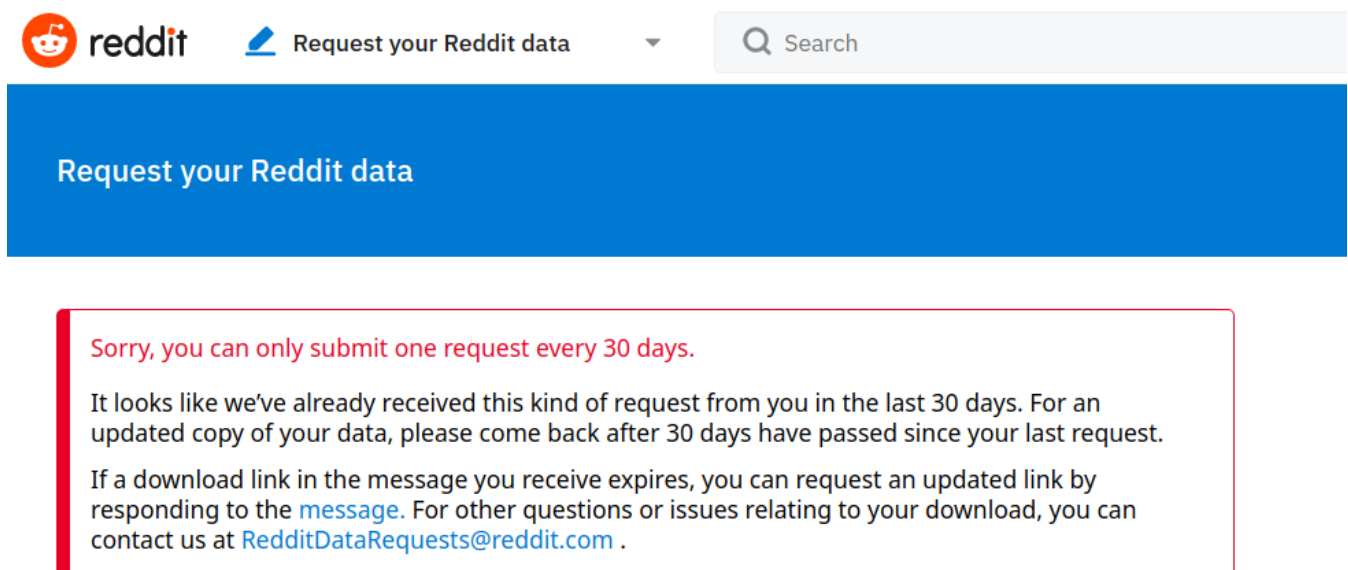 reddit
Request your Reddit data
Search
Request your Reddit data
Sorry, you can only submit one request every 30 days.
It looks like we’ve already received this kind of request from you in the last 30 days. For an
updated copy of your data, please come back after 30 days have passed since your last request.
If a download link in the message you receive expires, you can request an updated link by
responding to the message. For other questions or issues relating to your download, you can
contact us at RedditDataRequests@reddit.com .